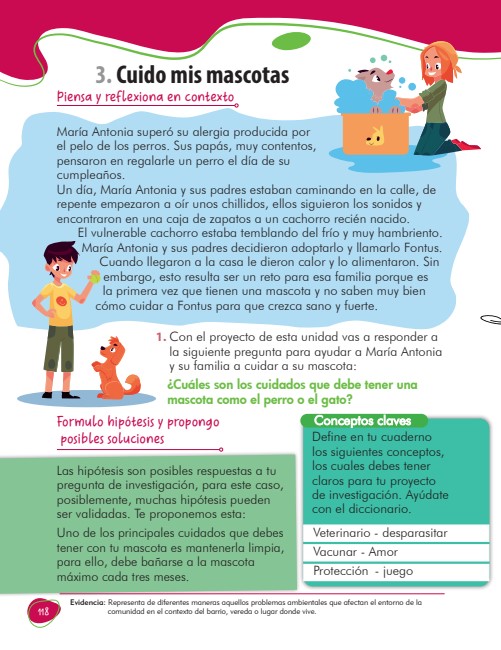 3. Cuido mis mascotas
Piensa y reflexiona en contexto
María Antonia superó su alergia producida por
el pelo de los perros. Sus papás, muy contentos,
pensaron en regalarle un perro el día de su
cumpleaños.
Un día, María Antonia y sus padres estaban caminando en la calle, de
repente empezaron a oír unos chillidos, ellos siguieron los sonidos y
encontraron en una caja de zapatos a un cachorro recién nacido.
El vulnerable cachorro estaba temblando del frío y muy hambriento.
María Antonia y sus padres decidieron adoptarlo y llamarlo Fontus.
Cuando llegaron a la casa le dieron calor y lo alimentaron. Sin
embargo, esto resulta ser un reto para esa familia porque es
la primera vez que tienen una mascota y no saben muy bien
cómo cuidar a Fontus para que crezca sano y fuerte.
1. Con el proyecto de esta unidad vas a responder a
la siguiente pregunta para ayudar a María Antonia
y su familia a cuidar a su mascota:
¿Cuáles son los cuidados que debe tener una
mascota como el perro o el gato?
Formulo hipótesis y propongo
posibles soluciones
Las hipótesis son posibles respuestas a tu
pregunta de investigación, para este caso,
posiblemente, muchas hipótesis pueden
ser validadas. Te proponemos esta:
Uno de los principales cuidados que debes
tener con tu mascota es mantenerla limpia,
para ello, debe bañarse a la mascota
máximo cada tres meses.
Conceptos claves
Define en tu cuaderno
los siguientes conceptos,
los cuales debes tener
claros para tu proyecto
de investigación. Ayúdate
con el diccionario.
Veterinario - desparasitar
Vacunar - Amor
Protección - juego
118
Evidencia: Representa de diferentes maneras aquellos problemas ambientales que afectan el entorno de la
comunidad en el contexto del barrio, vereda o lugar donde vive.